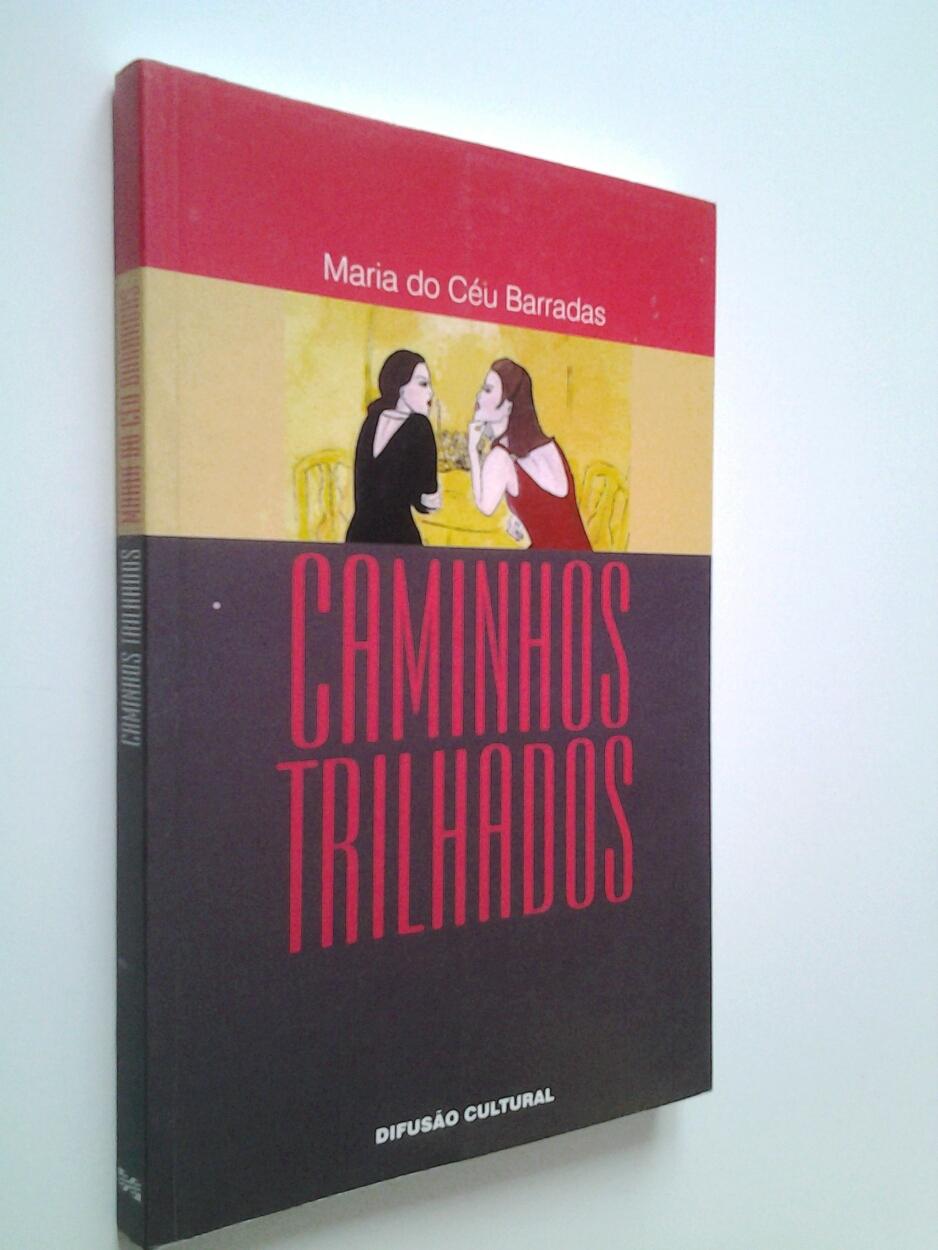 Maria do Céu Barradas
CAMINHOS
TRILHADOS
DIFUSÃO CULTURAL
CAMINHOS TRILHADOS MARIA DO CÉU BARRADAS